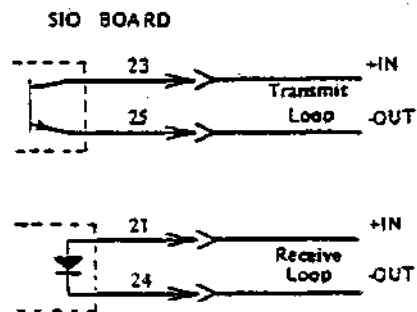 SIO BOARD
23 +IN
Transmit
Loop
25 -OUT
21 +IN
Receive
Loop
24 -OUT